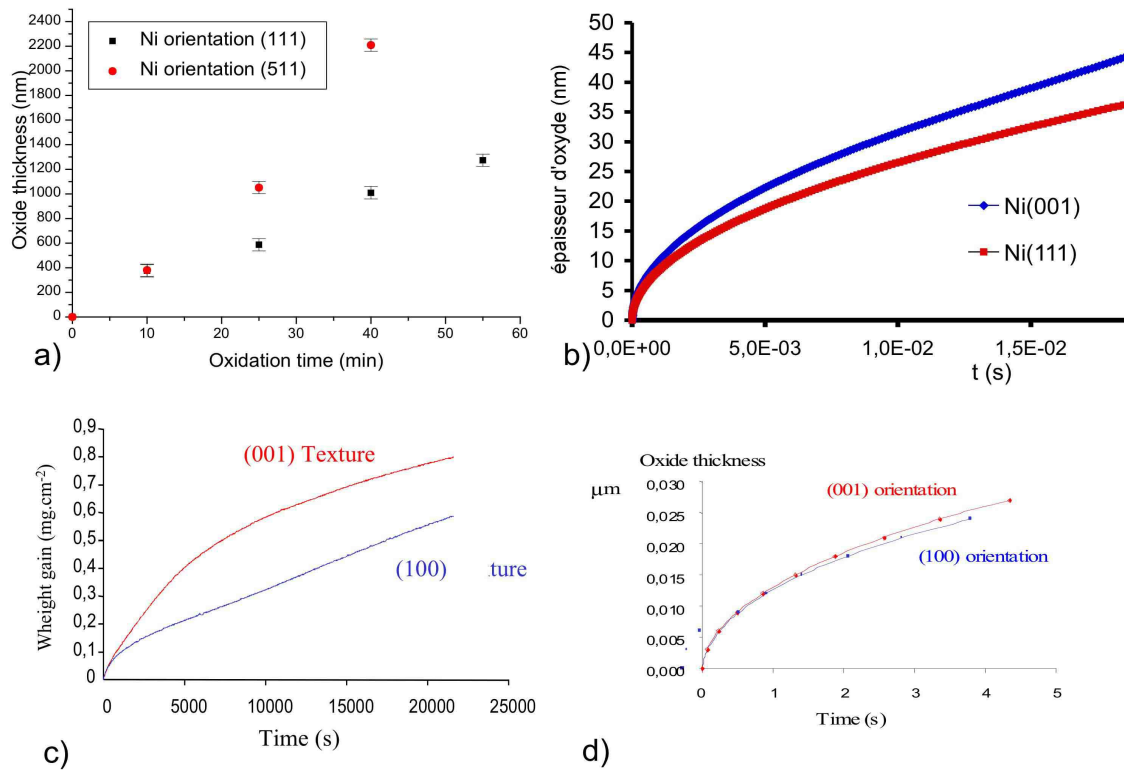 2400
2200
2000
1800
1600
1400
1200
1000
800
600
400
200
0
Oxide thickness (nm)
Ni orientation (111)
Ni orientation (511)
0 10 20 30 40 50 60
Oxidation time (min)
a)
50
45
40
35
30
25
20
15
10
5
0
épaisseur d'oxyde (nm)
Ni(001)
Ni(111)
0,0E+00 5,0E-03 1,0E-02 1,5E-02
t (s)
b)
0,9
0,8
0,7
0,6
0,5
0,4
0,3
0,2
0,1
0
Wheight gain (mg.cm-2)
(001) Texture
(100) .ture
0 5000 10000 15000 20000 25000
Time (s)
c)
Oxide thickness
µm
0,030
0,025
0,020
0,015
0,010
0,005
0,000
(001) orientation
(100) orientation
0 1 2 3 4 5
Time (s)
d)